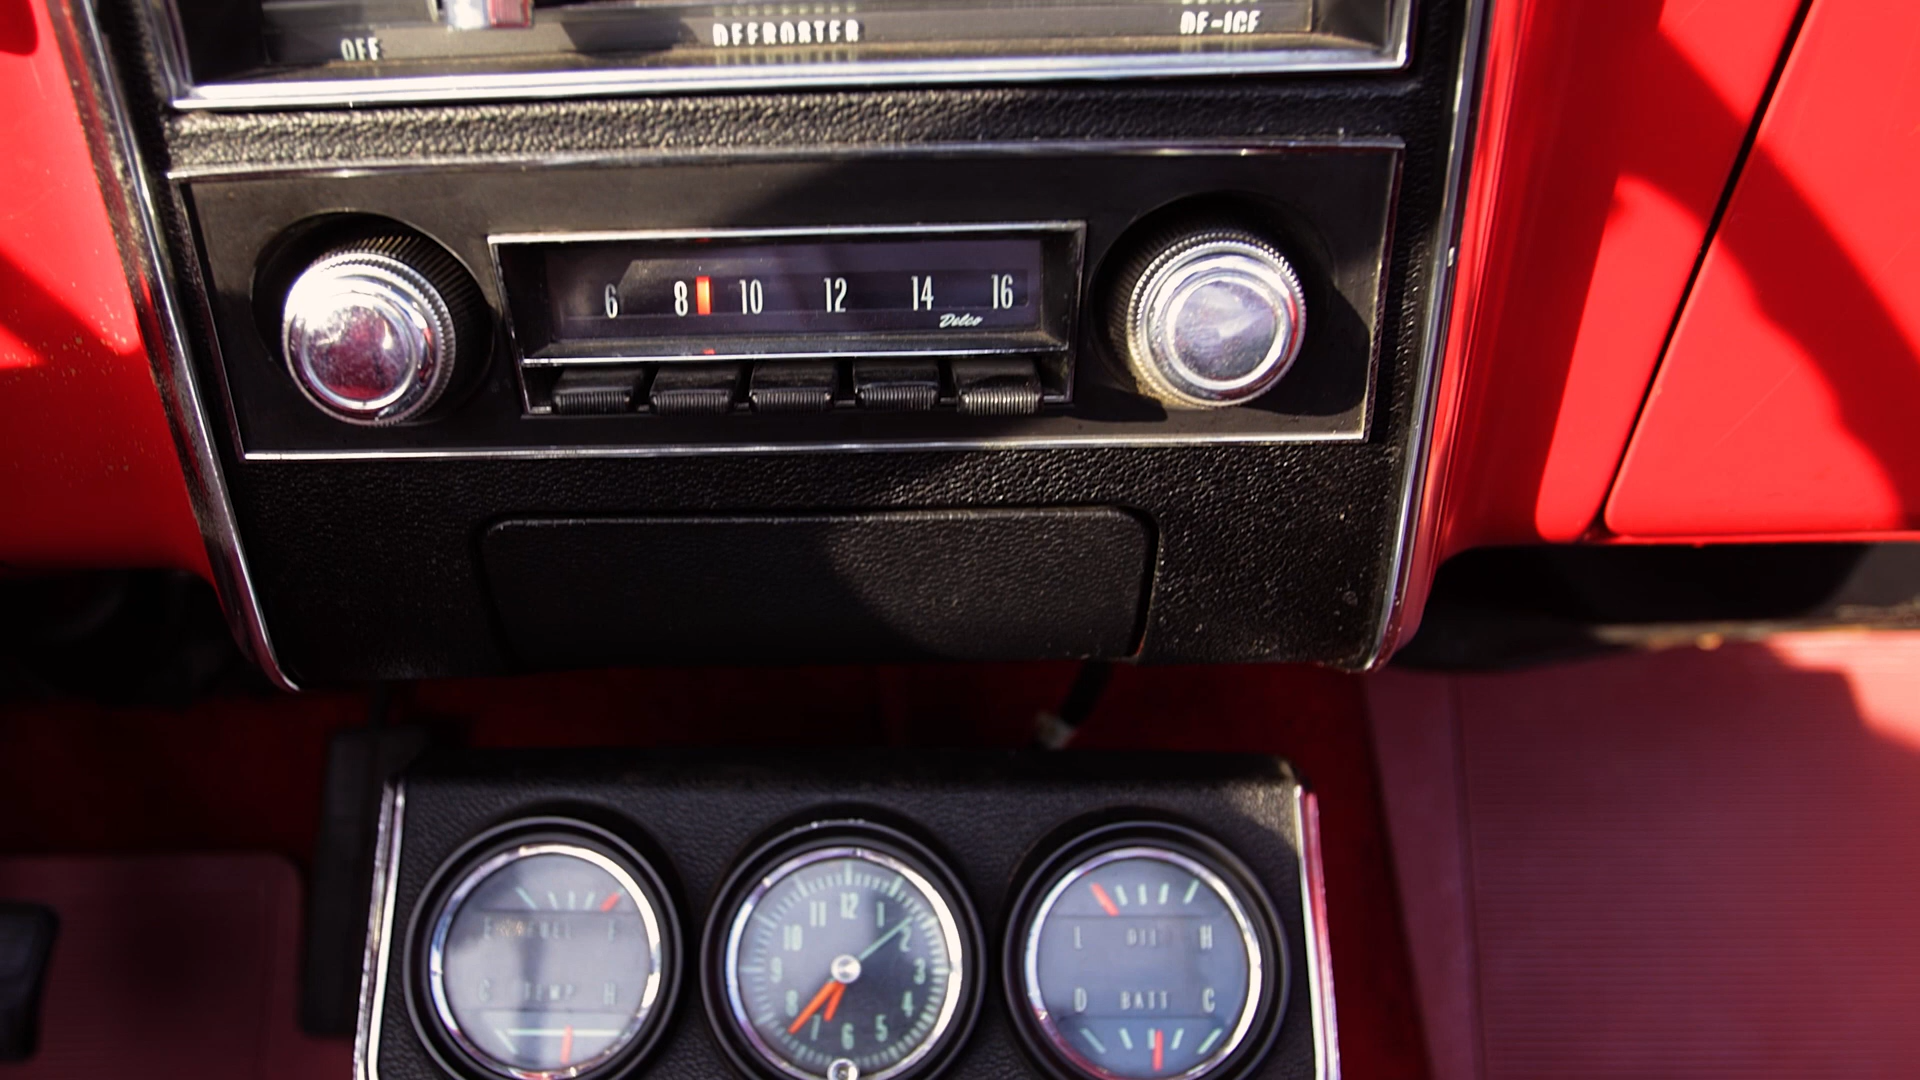 OFF DEFROSTER DE-ICE
6 8 10 12 14 16
Delco
FUEL F
C TEMP H
12
11 1
10 2
9 3
8 4
7 5
6
L OIL H
D BATT C